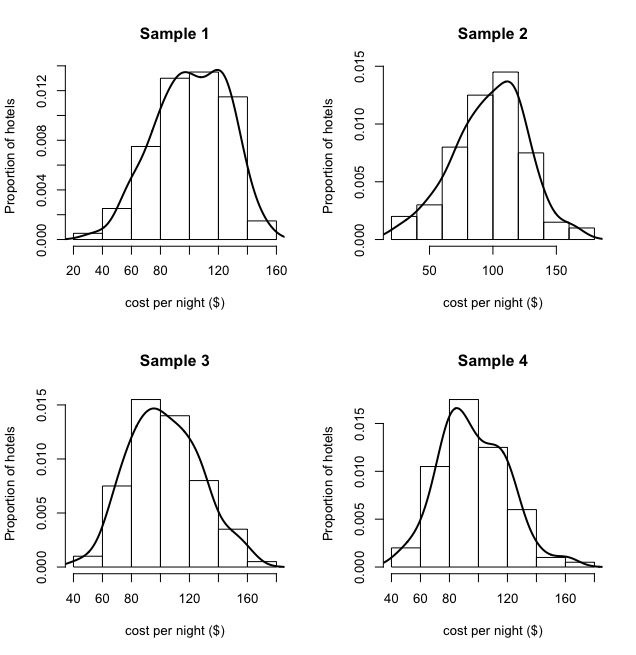 Sample 1
Proportion of hotels
0.000 0.004 0.008 0.012
20 40 60 80 120 160
cost per night ($)
Sample 2
Proportion of hotels
0.000 0.005 0.010 0.015
50 100 150
cost per night ($)
Sample 3
Proportion of hotels
0.000 0.005 0.010 0.015
40 60 80 120 160
cost per night ($)
Sample 4
Proportion of hotels
0.000 0.005 0.010 0.015
40 60 80 120 160
cost per night ($)